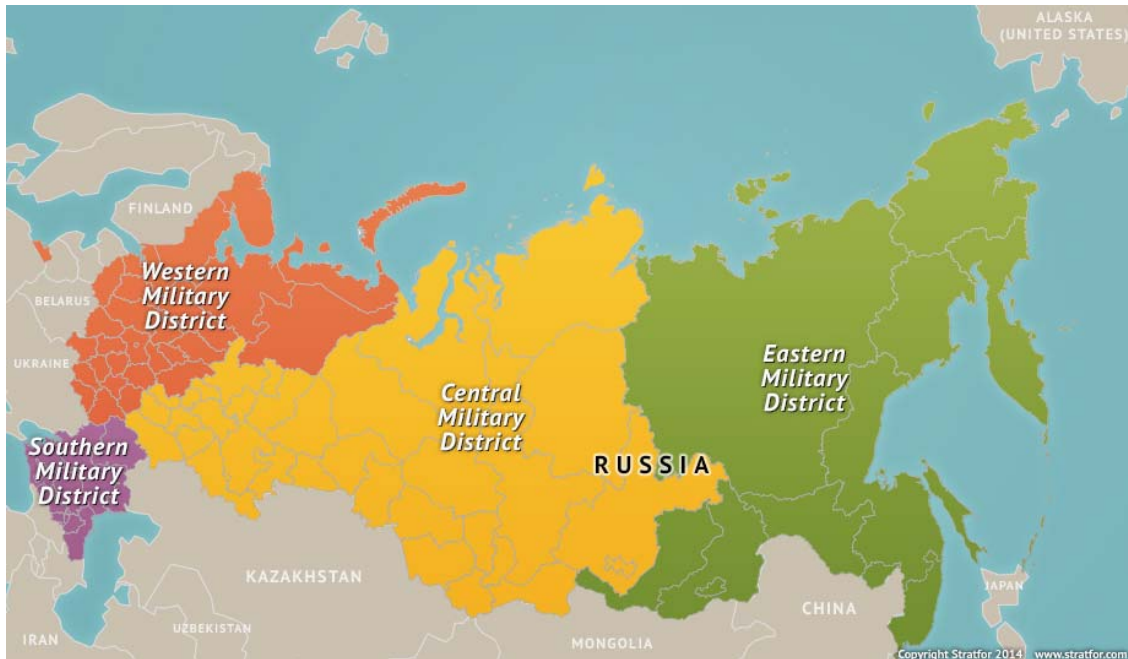 ALASKA
(UNITED STATES)
FINLAND
Western
Military
District
BELARUS
UKRAINE
Eastern
Military
District
Central
Military
District
Southern
Military
District
RUSSIA
KAZAKHSTAN
JAPAN
CHINA
UZBEKISTAN
IRAN
MONGOLIA
Copyright Stratfor 2014 www.stratfor.com